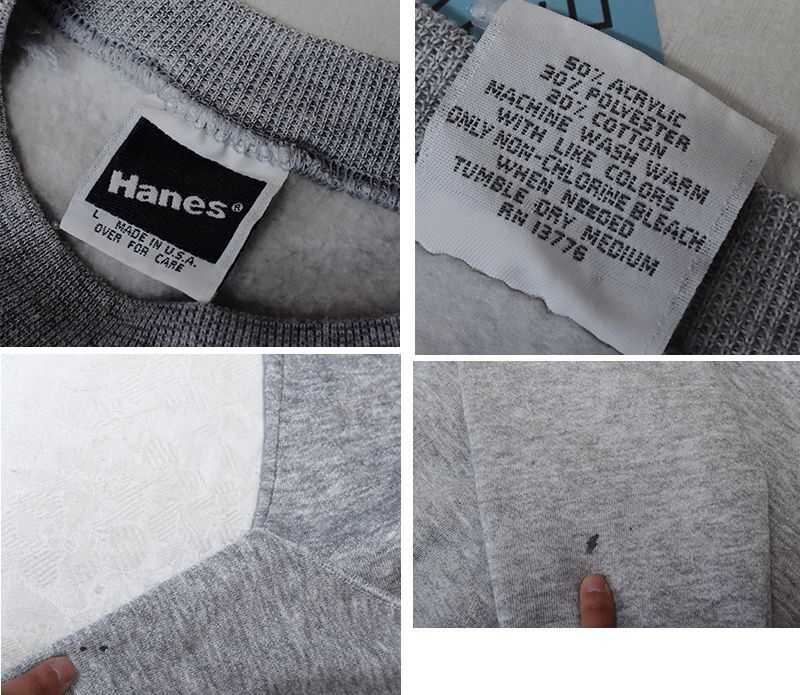 Hanes®
L MADE IN U.S.A.
OVER FOR CARE
50% ACRYLIC
30% POLYESTER
20% COTTON
MACHINE WASH WARM
WITH LIKE COLORS
ONLY NON-CHLORINE BLEACH
WHEN NEEDED
TUMBLE DRY MEDIUM
RN 13776